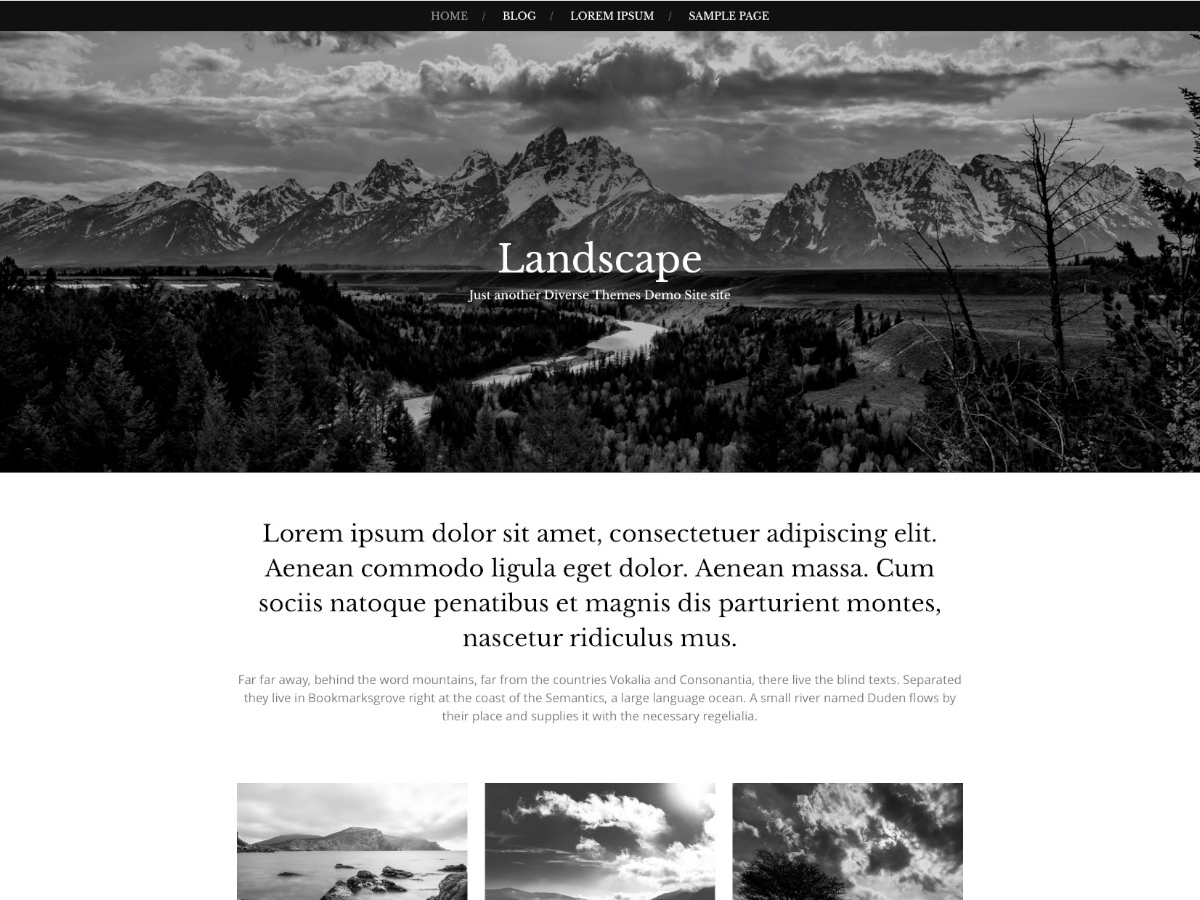 HOME / BLOG / LOREM IPSUM / SAMPLE PAGE
Landscape
Just another Diverse Themes Demo Site site
Lorem ipsum dolor sit amet, consectetuer adipiscing elit.
Aenean commodo ligula eget dolor. Aenean massa. Cum
sociis natoque penatibus et magnis dis parturient montes,
nascetur ridiculus mus.
Far far away, behind the word mountains, far from the countries Vokalia and Consonantia, there live the blind texts. Separated
they live in Bookmarksgrove right at the coast of the Semantics, a large language ocean. A small river named Duden flows by
their place and supplies it with the necessary regelialia.